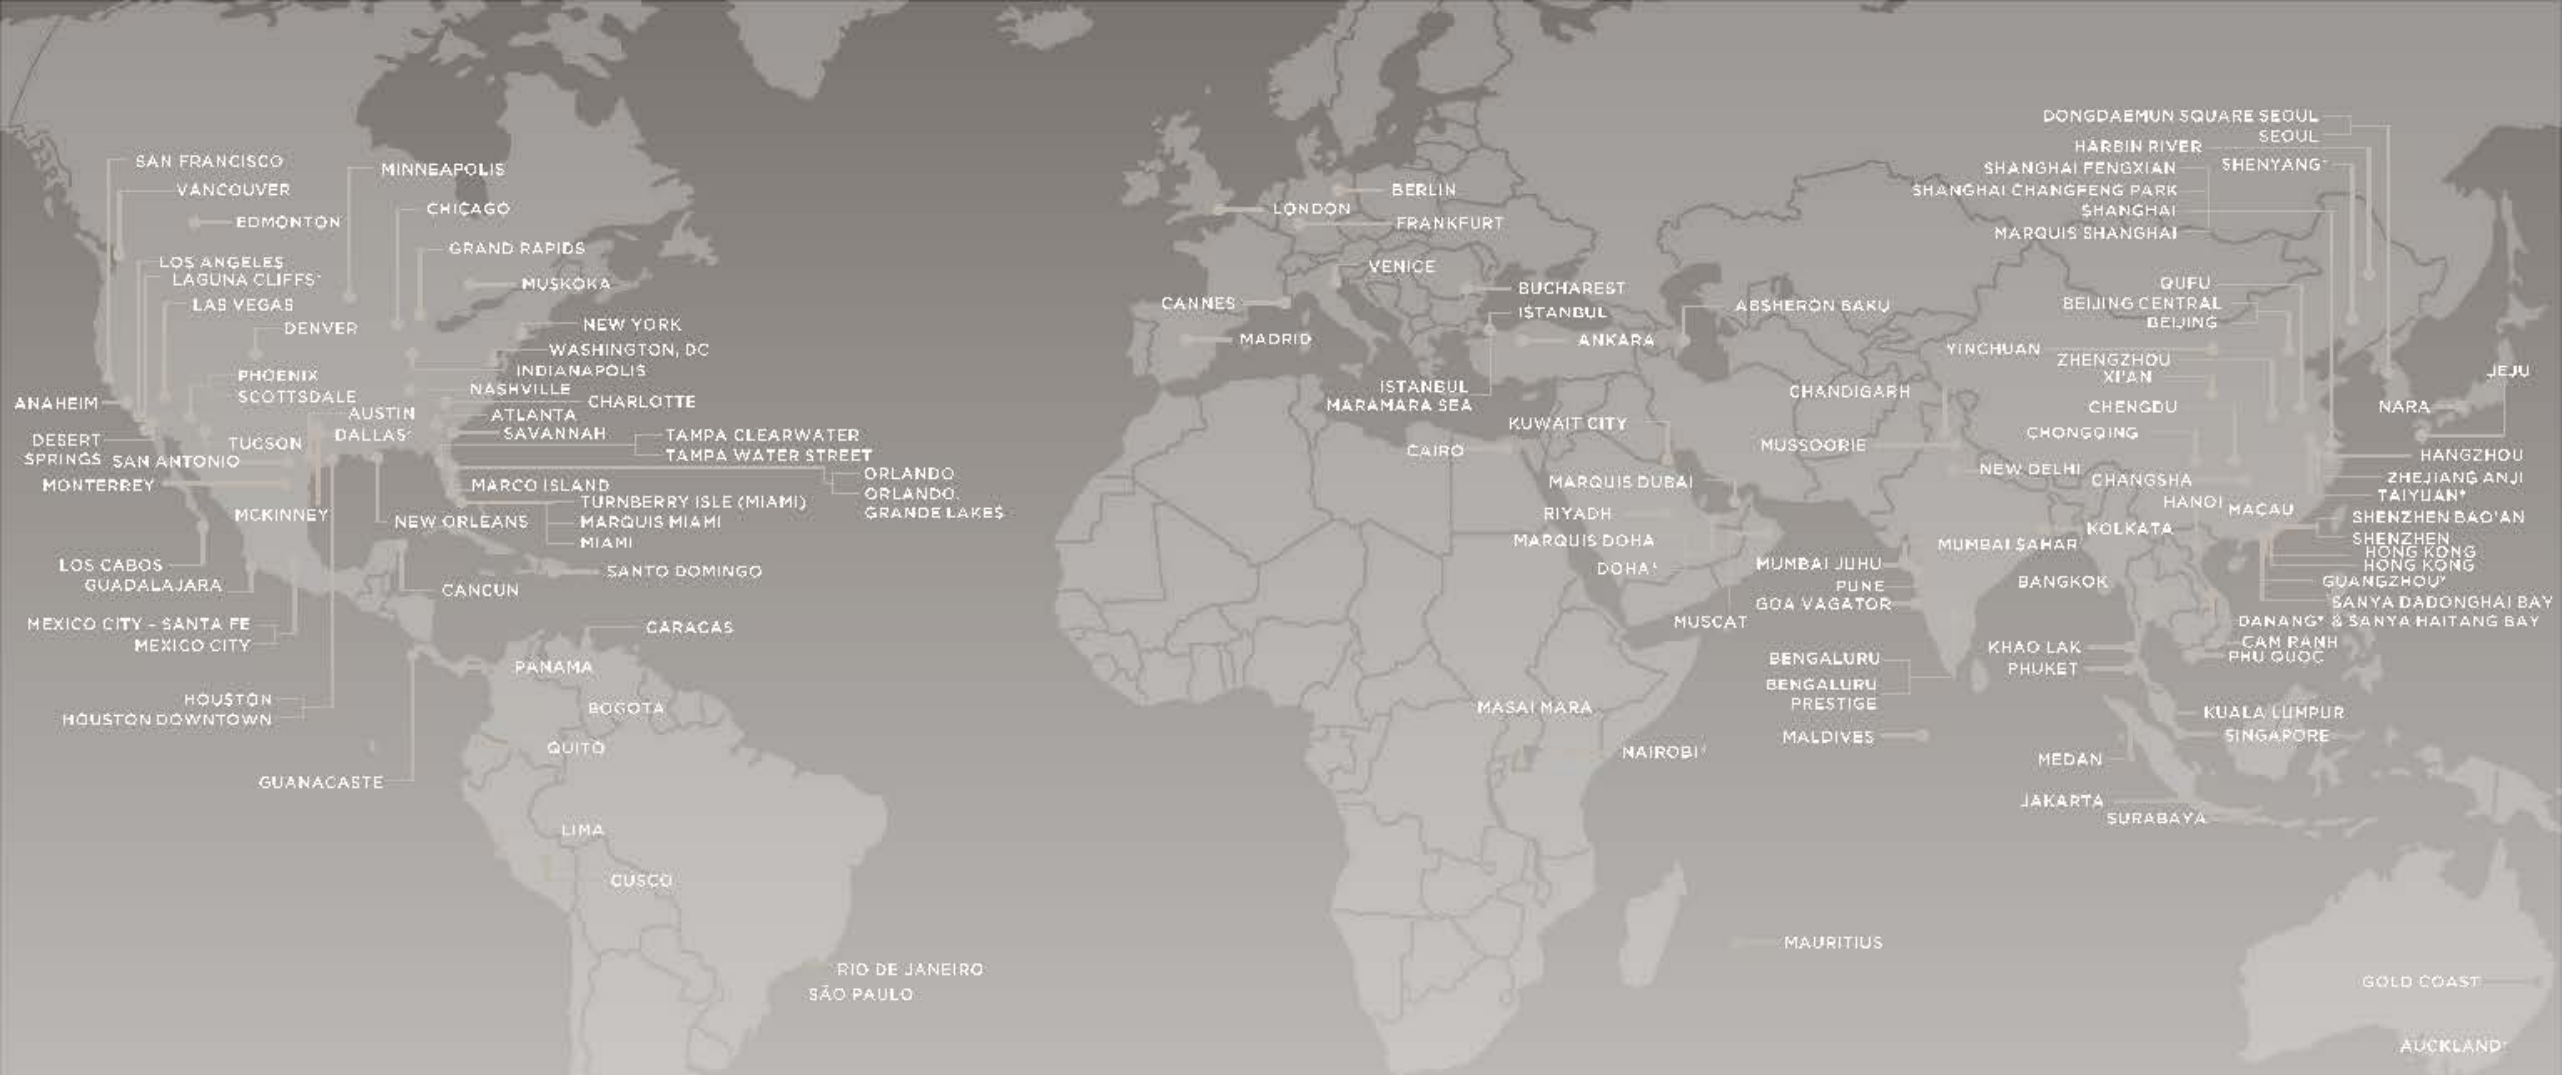 SAN FRANCISCO
VANCOUVER
EDMONTON
LOS ANGELES
LAGUNA CLIFFS*
LAS VEGAS
DENVER
PHOENIX
SCOTTSDALE
ANAHEIM
DESERT
SPRINGS
TUCSON
SAN ANTONIO
MONTERREY
AUSTIN
DALLAS*
MCKINNEY
LOS CABOS
GUADALAJARA
MEXICO CITY - SANTA FE
MEXICO CITY
HOUSTON
HOUSTON DOWNTOWN
GUANACASTE
MINNEAPOLIS
CHICAGO
GRAND RAPIDS
MUSKOKA
NEW YORK
WASHINGTON, DC
INDIANAPOLIS
NASHVILLE
CHARLOTTE
ATLANTA
SAVANNAH
TAMPA CLEARWATER
TAMPA WATER STREET
ORLANDO
ORLANDO,
GRANDE LAKES
MARCO ISLAND
TURNBERRY ISLE (MIAMI)
MARQUIS MIAMI
MIAMI
NEW ORLEANS
SANTO DOMINGO
CANCUN
CARACAS
PANAMA
BOGOTA
QUITO
LIMA
CUSCO
RIO DE JANEIRO
SÃO PAULO
BERLIN
LONDON
FRANKFURT
VENICE
CANNES
MADRID
BUCHAREST
ISTANBUL
ANKARA
ABSHERON BAKU
ISTANBUL
MARAMARA SEA
KUWAIT CITY
CAIRO
MARQUIS DUBAI
RIYADH
MARQUIS DOHA
DOHA*
MUSCAT
MASAI MARA
NAIROBI*
MAURITIUS
CHANDIGARH
MUSSOORIE
NEW DELHI
KOLKATA
MUMBAI SAHAR
MUMBAI JUHU
PUNE
GOA VAGATOR
BENGALURU
BENGALURU
PRESTIGE
MALDIVES
DONGDAEMUN SQUARE SEOUL
SEOUL
HARBIN RIVER
SHANGHAI FENGXIAN
SHENYANG*
SHANGHAI CHANGFENG PARK
SHANGHAI
MARQUIS SHANGHAI
QUFU
BEIJING CENTRAL
BEIJING
YINCHUAN
ZHENGZHOU
XI'AN
CHENGDU
CHONGQING
CHANGSHA
HANOI
MACAU
JEJU
NARA
HANGZHOU
ZHEJIANG ANJI
TAIYUAN*
SHENZHEN BAO'AN
SHENZHEN
HONG KONG
HONG KONG
GUANGZHOU*
SANYA DADONGHAI BAY
DANANG* & SANYA HAITANG BAY
CAM RANH
PHU QUOC
BANGKOK
KHAO LAK
PHUKET
KUALA LUMPUR
SINGAPORE
MEDAN
JAKARTA
SURABAYA
GOLD COAST
AUCKLAND*